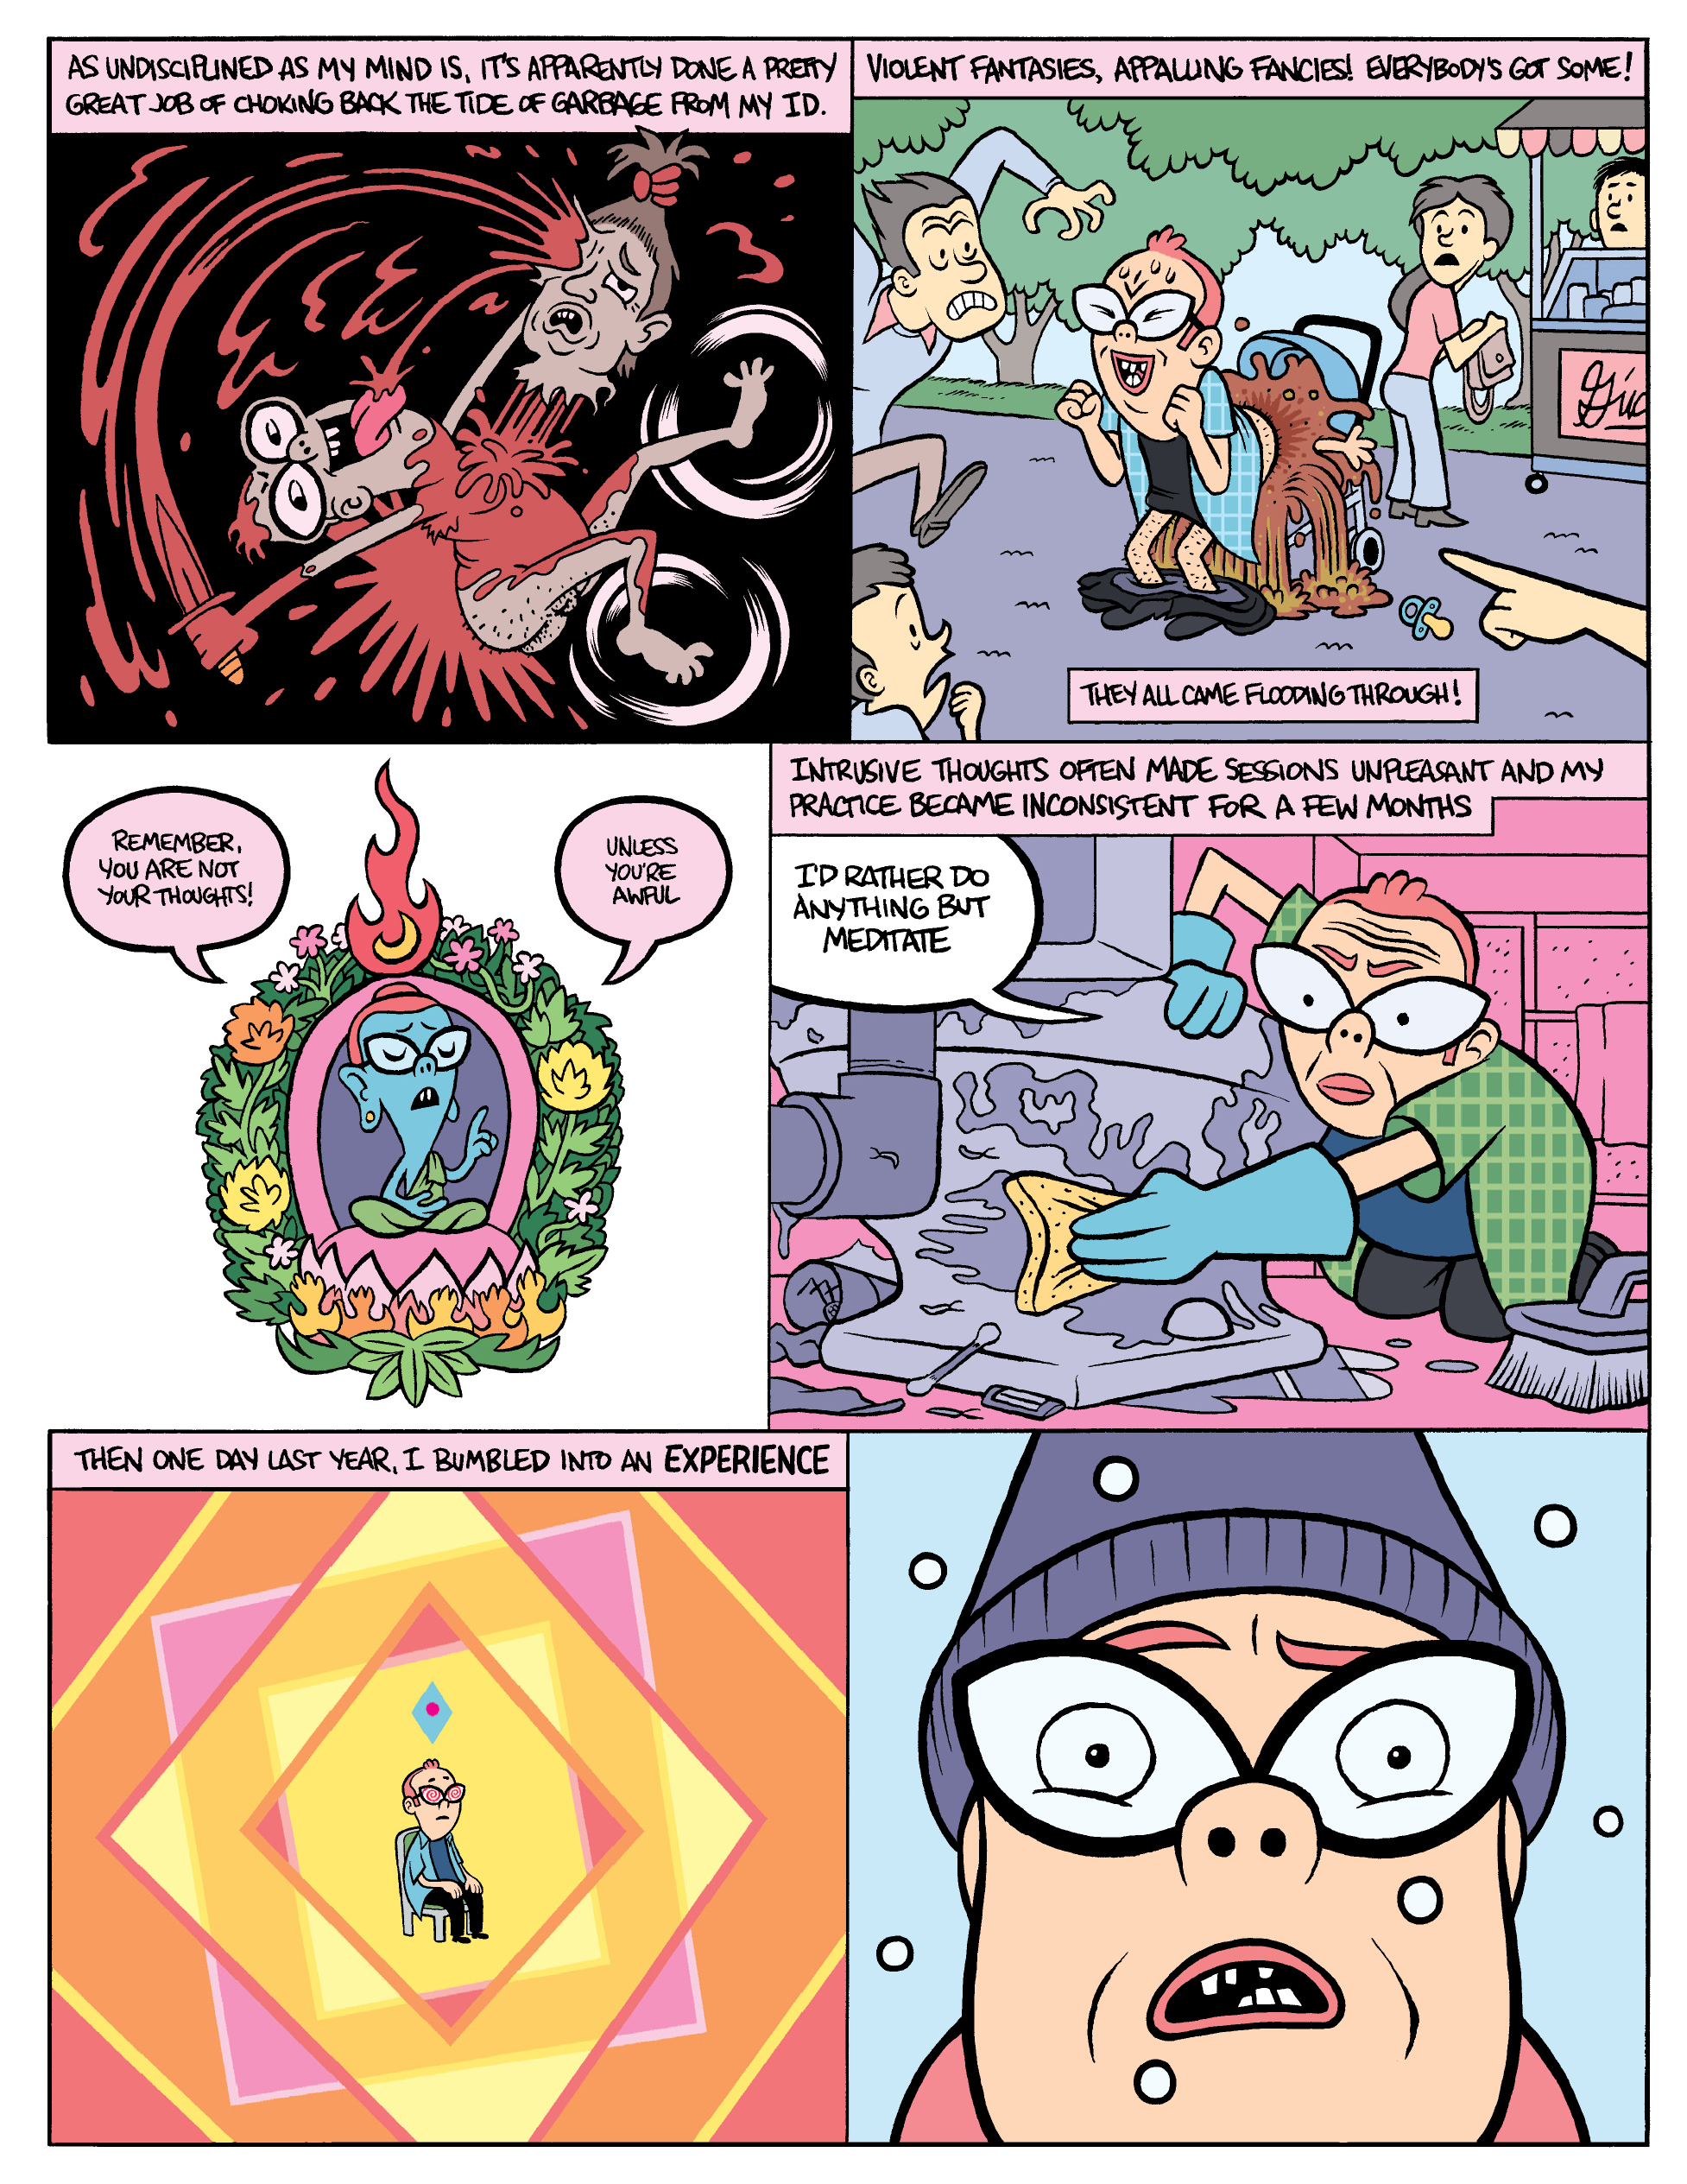 AS UNDISCIPLINED AS MY MIND IS, IT'S APPARENTLY DONE A PRETTY
GREAT JOB OF CHOKING BACK THE TIDE OF GARBAGE FROM MY ID.
VIOLENT FANTASIES, APPALLING FANCIES! EVERYBODY'S GOT SOME!
THEY ALL CAME FLOODING THROUGH!
REMEMBER,
YOU ARE NOT
YOUR THOUGHTS!
UNLESS
YOU'RE
AWFUL
INTRUSIVE THOUGHTS OFTEN MADE SESSIONS UNPLEASANT AND MY
PRACTICE BECAME INCONSISTENT FOR A FEW MONTHS
I'D RATHER DO
ANYTHING BUT
MEDITATE
THEN ONE DAY LAST YEAR, I BUMBLED INTO AN EXPERIENCE